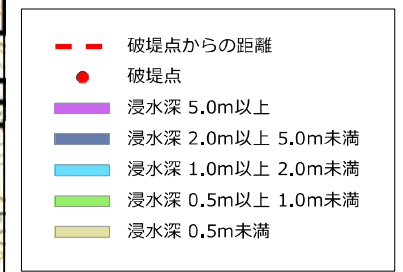 破堤点からの距離
破堤点
浸水深 5.0m以上
浸水深 2.0m以上 5.0m未満
浸水深 1.0m以上 2.0m未満
浸水深 0.5m以上 1.0m未満
浸水深 0.5m未満